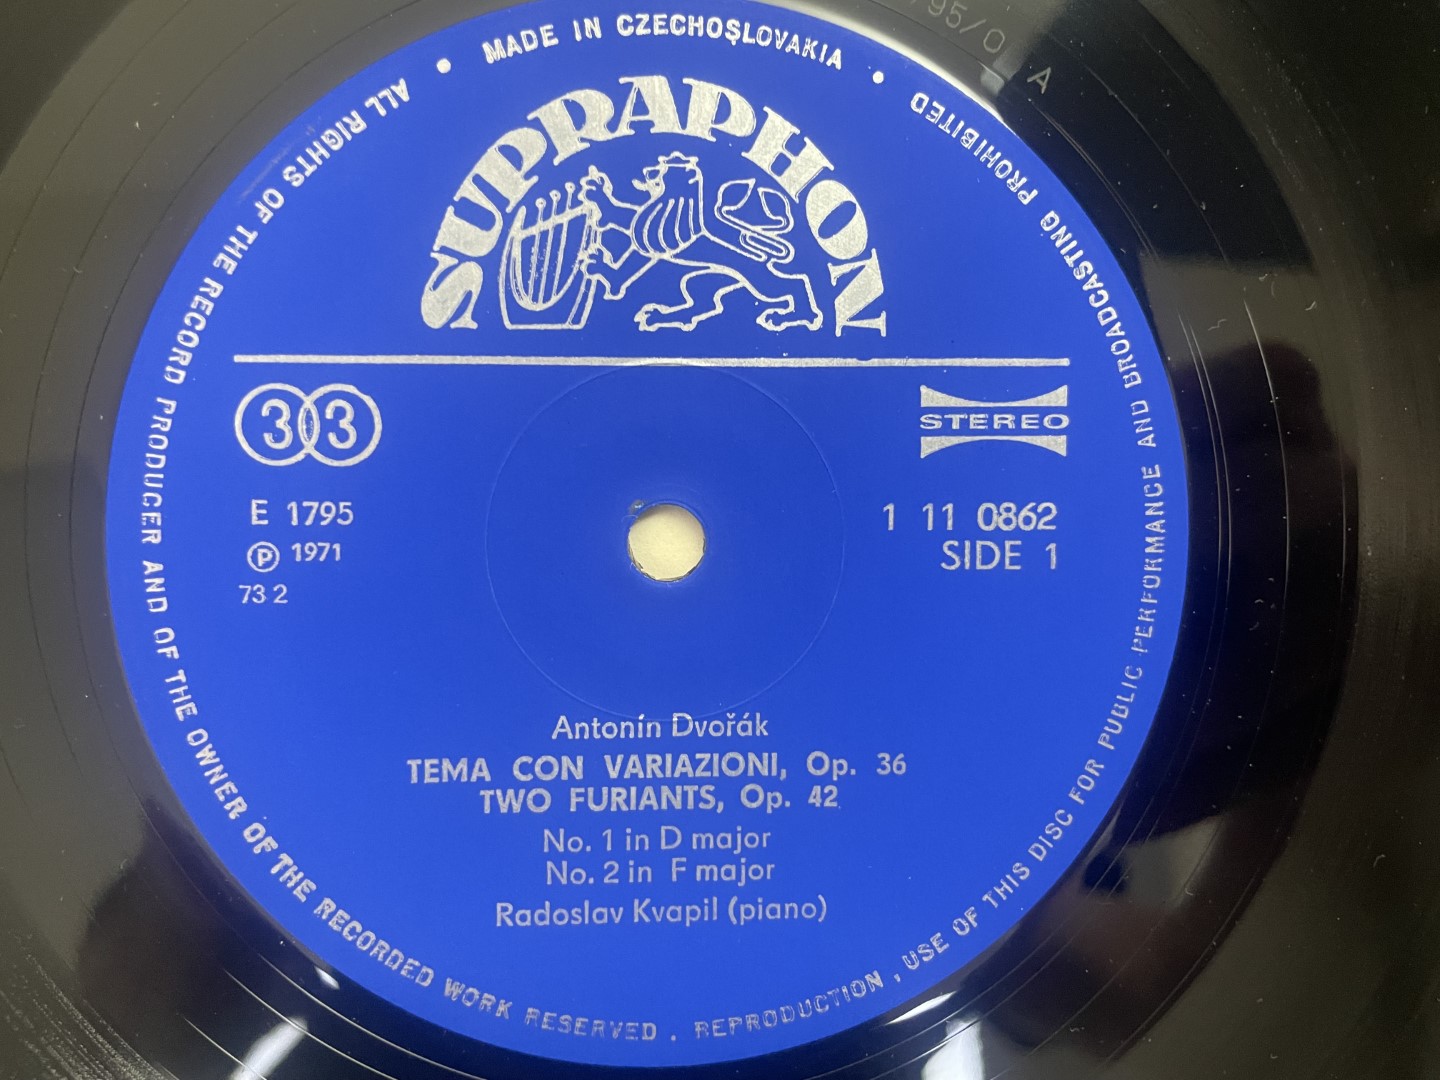 ALL RIGHTS OF THE RECORD PRODUCER AND OF THE OWNER OF THE RECORDED WORK RESERVED . REPRODUCTION , USE OF THIS DISC FOR PUBLIC PERFORMANCE AND BROADCASTING PROHIBITED • MADE IN CZECHOSLOVAKIA •
95/0 A
SUPRAPHON
33
STEREO
E 1795
Ⓟ 1971
73 2
1 11 0862
SIDE 1
Antonín Dvořák
TEMA CON VARIAZIONI, Op. 36
TWO FURIANTS, Op. 42
No. 1 in D major
No. 2 in F major
Radoslav Kvapil (piano)